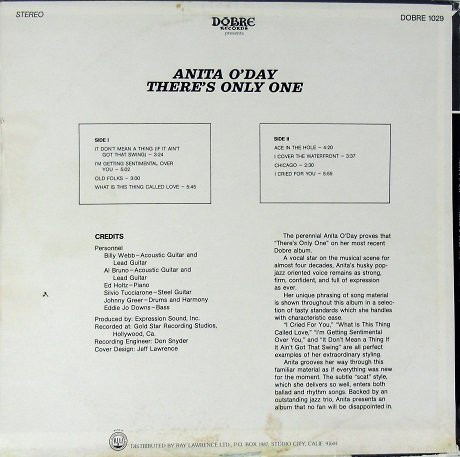 STEREO
DOBRE
RECORDS
presents
DOBRE 1029
ANITA O'DAY
THERE'S ONLY ONE
SIDE I
IT DON'T MEAN A THING (IF IT AIN'T
GOT THAT SWING) – 3:24
I'M GETTING SENTIMENTAL OVER
YOU – 5:02
OLD FOLKS – 3:00
WHAT IS THIS THING CALLED LOVE – 5:45
SIDE II
ACE IN THE HOLE – 4:20
I COVER THE WATERFRONT – 3:37
CHICAGO – 2:30
I CRIED FOR YOU – 5:55
CREDITS
Personnel
Billy Webb–Acoustic Guitar and
Lead Guitar
Al Bruno–Acoustic Guitar and
Lead Guitar
Ed Holtz–Piano
Silvio Tucciarone–Steel Guitar
Johnny Greer–Drums and Harmony
Eddie Jo Downs–Bass
Produced by: Expression Sound, Inc.
Recorded at: Gold Star Recording Studios,
Hollywood, Ca.
Recording Engineer: Don Snyder
Cover Design: Jeff Lawrence
The perennial Anita O'Day proves that
"There's Only One" on her most recent
Dobre album.
A vocal star on the musical scene for
almost four decades, Anita's husky pop-
jazz oriented voice remains as strong,
firm, confident, and full of expression
as ever.
Her unique phrasing of song material
is shown throughout this album in a selec-
tion of tasty standards which she handles
with characteristic ease.
"I Cried For You," "What Is This Thing
Called Love," "I'm Getting Sentimental
Over You," and "It Don't Mean a Thing If
It Ain't Got That Swing" are all perfect
examples of her extraordinary styling.
Anita grooves her way through this
familiar material as if everything was new
for the moment. The subtle "scat" style,
which she delivers so well, enters both
ballad and rhythm songs. Backed by an
outstanding jazz trio, Anita presents an
album that no fan will be disappointed in.
DISTRIBUTED BY RAY LAWRENCE LTD., P.O. BOX 1987, STUDIO CITY, CALIF. 91604